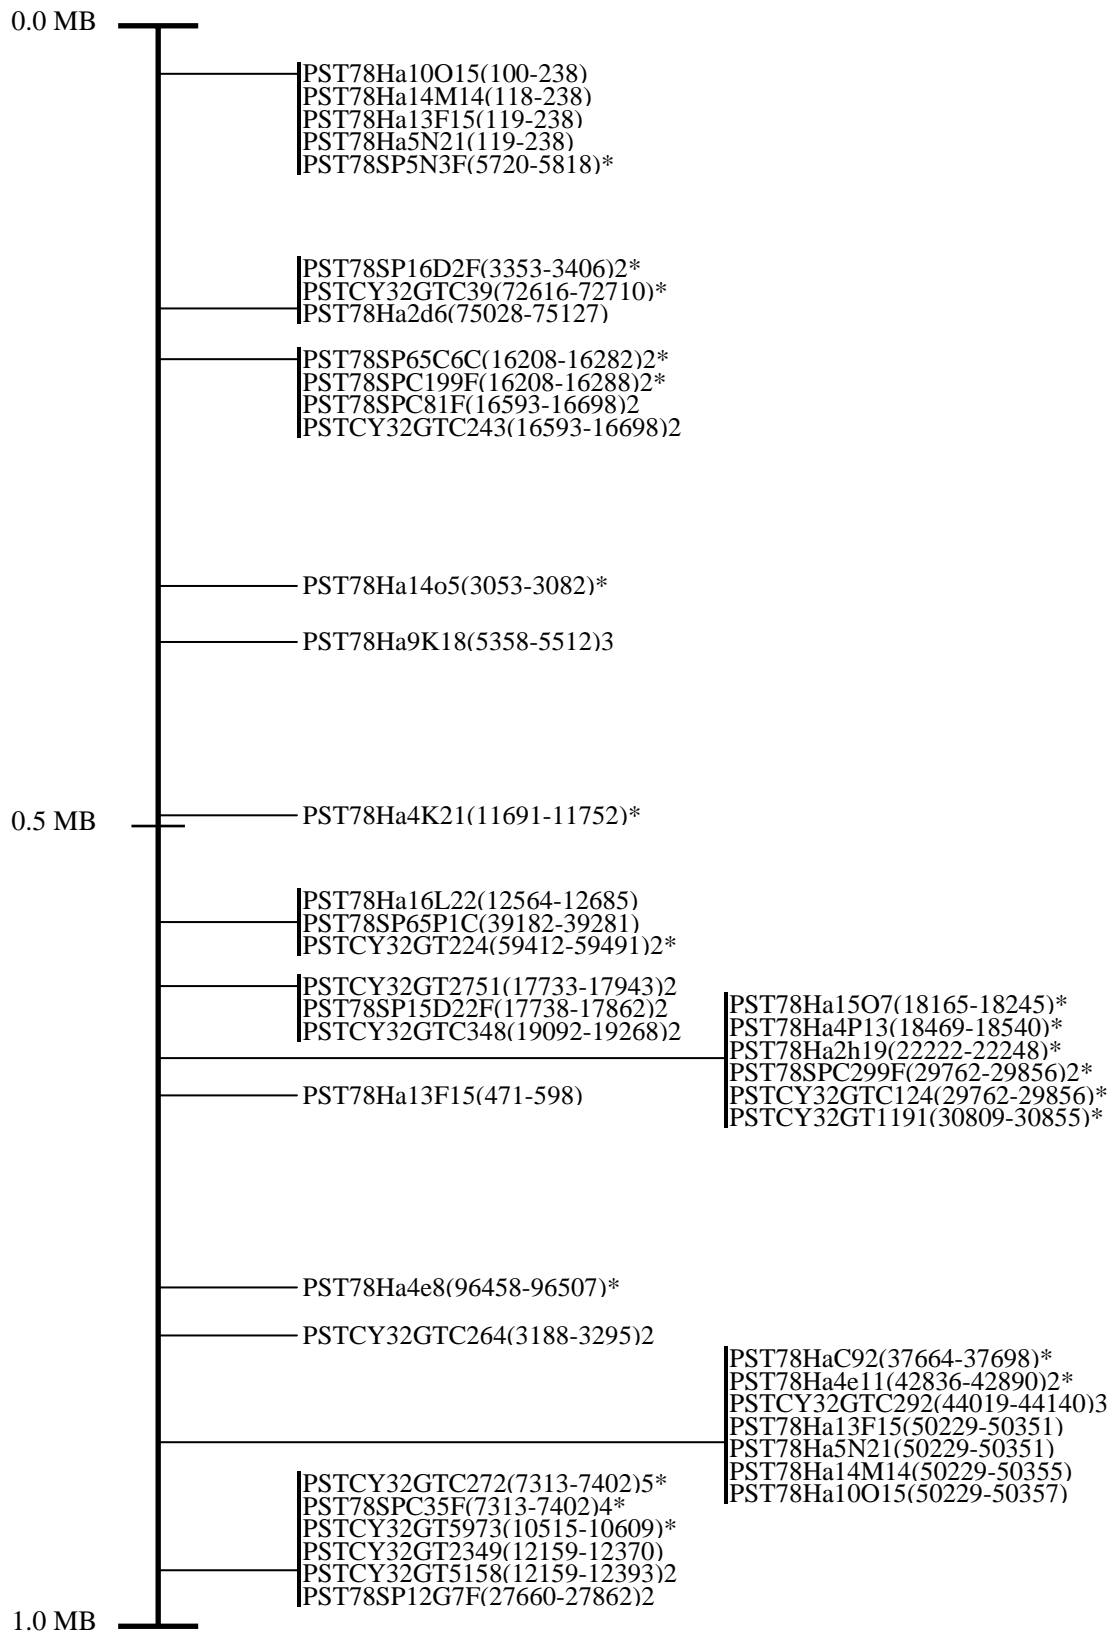 0.0 MB
PST78Ha10O15(100-238)
PST78Ha14M14(118-238)
PST78Ha13F15(119-238)
PST78Ha5N21(119-238)
PST78SP5N3F(5720-5818)*
PST78SP16D2F(3353-3406)2*
PSTCY32GTC39(72616-72710)*
PST78Ha2d6(75028-75127)
PST78SP65C6C(16208-16282)2*
PST78SPC199F(16208-16288)2*
PST78SPC81F(16593-16698)2
PSTCY32GTC243(16593-16698)2
PST78Ha14o5(3053-3082)*
PST78Ha9K18(5358-5512)3
PST78Ha4K21(11691-11752)*
0.5 MB
PST78Ha16L22(12564-12685)
PST78SP65P1C(39182-39281)
PSTCY32GT224(59412-59491)2*
PSTCY32GT2751(17733-17943)2
PST78SP15D22F(17738-17862)2
PSTCY32GTC348(19092-19268)2
PST78Ha15O7(18165-18245)*
PST78Ha4P13(18469-18540)*
PST78Ha2h19(22222-22248)*
PST78SPC299F(29762-29856)2*
PSTCY32GTC124(29762-29856)*
PSTCY32GT1191(30809-30855)*
PST78Ha13F15(471-598)
PST78Ha4e8(96458-96507)*
PSTCY32GTC264(3188-3295)2
PST78HaC92(37664-37698)*
PST78Ha4e11(42836-42890)2*
PSTCY32GTC292(44019-44140)3
PST78Ha13F15(50229-50351)
PST78Ha5N21(50229-50351)
PST78Ha14M14(50229-50355)
PST78Ha10O15(50229-50357)
PSTCY32GTC272(7313-7402)5*
PST78SPC35F(7313-7402)4*
PSTCY32GT5973(10515-10609)*
PSTCY32GT2349(12159-12370)
PSTCY32GT5158(12159-12393)2
PST78SP12G7F(27660-27862)2
1.0 MB